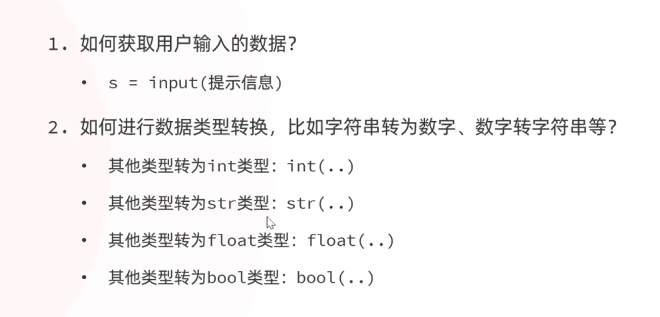 1. 如何获取用户输入的数据？
• s = input(提示信息)
2. 如何进行数据类型转换，比如字符串转为数字、数字转字符串等？
• 其他类型转为int类型：int(..)
• 其他类型转为str类型：str(..)
• 其他类型转为float类型：float(..)
• 其他类型转为bool类型：bool(..)